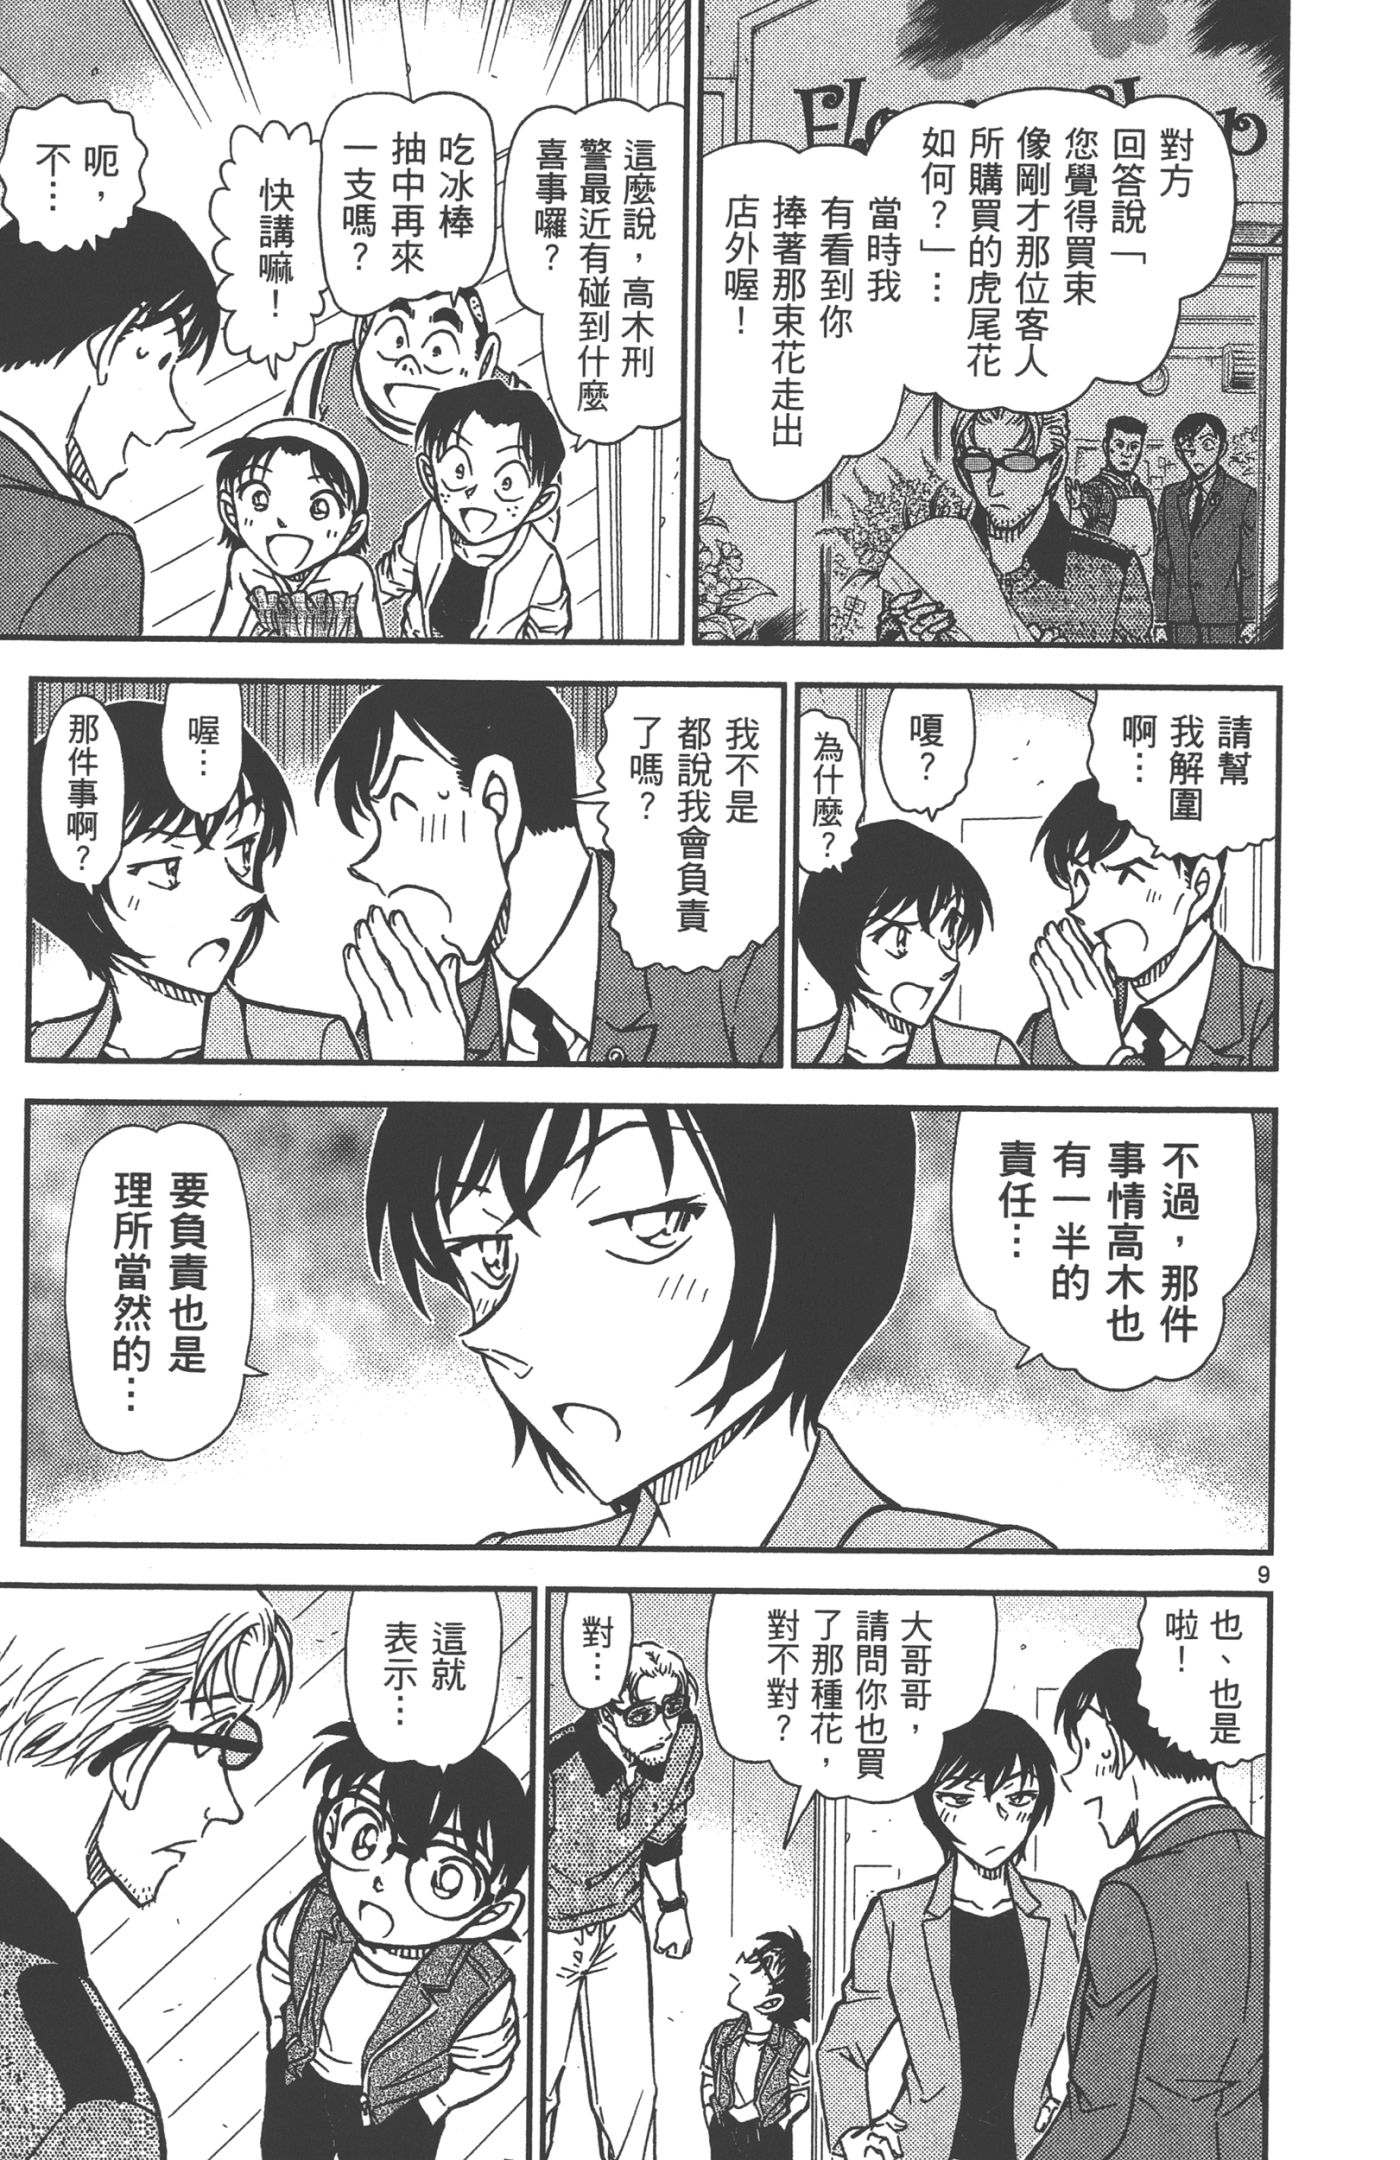 對方
回答說「
您覺得買束
像剛才那位客人
所購買的虎尾花
如何？」…
當時我
有看到你
捧著那束花走出
店外喔！
這麼說，高木刑
警最近有碰到什麼
喜事囉？
吃冰棒
抽中再來
一支嗎？
快講嘛！
呃，
不…
請幫
我解圍
啊…
嗄？
為什麼？
我不是
都說我會負責
了嗎？
喔…
那件事啊？
不過，那件
事情高木也
有一半的
責任…
要負責也是
理所當然的…
9
也、也是
啦！
大哥哥，
請問你也買
了那種花，
對不對？
對…
這就
表示…